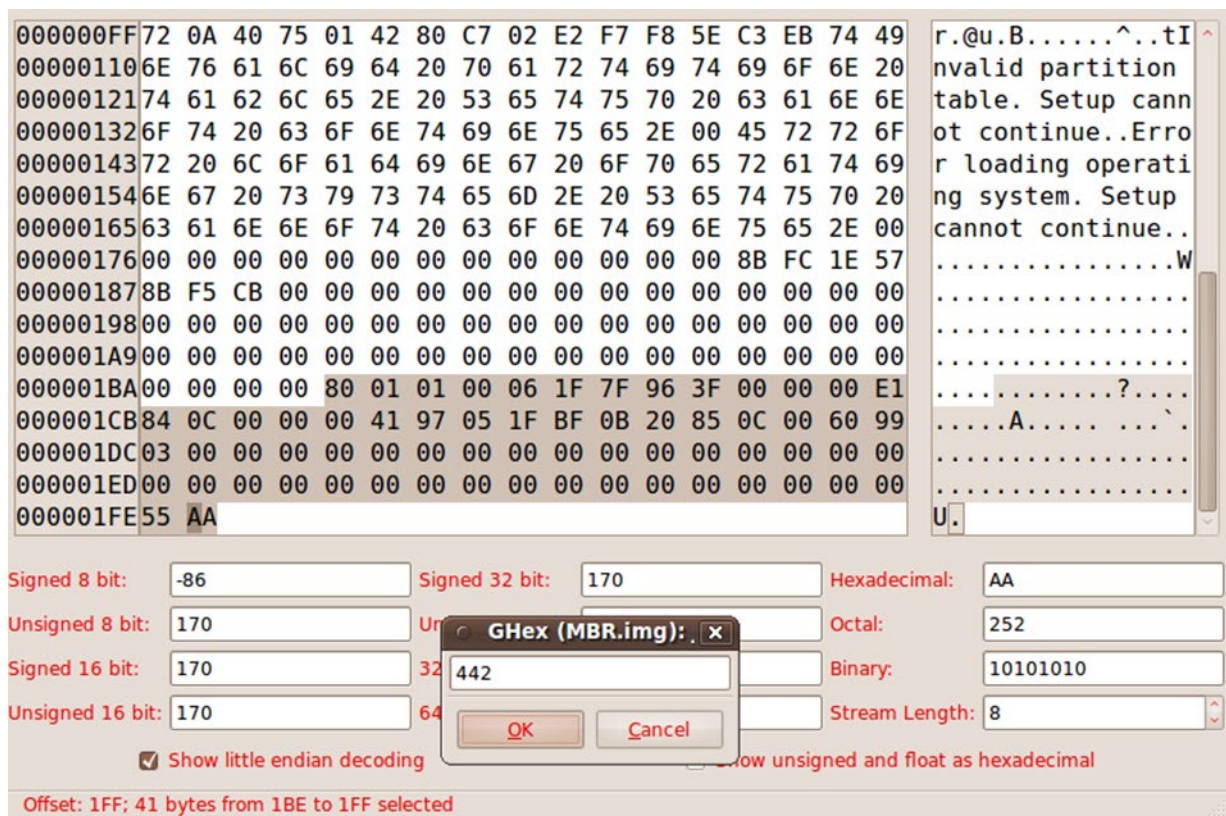 000000FF 72 0A 40 75 01 42 80 C7 02 E2 F7 F8 5E C3 EB 74 49 r.@u.B......^..tI
00000110 6E 76 61 6C 69 64 20 70 61 72 74 69 74 69 6F 6E 20 nvalid partition
00000121 74 61 62 6C 65 2E 20 53 65 74 75 70 20 63 61 6E 6E table. Setup cann
00000132 6F 74 20 63 6F 6E 74 69 6E 75 65 2E 00 45 72 72 6F ot continue..Erro
00000143 72 20 6C 6F 61 64 69 6E 67 20 6F 70 65 72 61 74 69 r loading operati
00000154 6E 67 20 73 79 73 74 65 6D 2E 20 53 65 74 75 70 20 ng system. Setup
00000165 63 61 6E 6E 6F 74 20 63 6F 6E 74 69 6E 75 65 2E 00 cannot continue..
00000176 00 00 00 00 00 00 00 00 00 00 00 00 00 8B FC 1E 57 ................W
00000187 8B F5 CB 00 00 00 00 00 00 00 00 00 00 00 00 00 00 .................
00000198 00 00 00 00 00 00 00 00 00 00 00 00 00 00 00 00 00 .................
000001A9 00 00 00 00 00 00 00 00 00 00 00 00 00 00 00 00 00 .................
000001BA 00 00 00 00 80 01 01 00 06 1F 7F 96 3F 00 00 00 E1 ............?....
000001CB 84 0C 00 00 00 41 97 05 1F BF 0B 20 85 0C 00 60 99 .....A..... ...`.
000001DC 03 00 00 00 00 00 00 00 00 00 00 00 00 00 00 00 00 .................
000001ED 00 00 00 00 00 00 00 00 00 00 00 00 00 00 00 00 00 .................
000001FE 55 AA U.
Signed 8 bit: -86 Signed 32 bit: 170 Hexadecimal: AA
Unsigned 8 bit: 170 Un Octal: 252
GHex (MBR.img): .
Signed 16 bit: 170 32 Binary: 10101010
442
Unsigned 16 bit: 170 64 Stream Length: 8
OK Cancel
Show little endian decoding how unsigned and float as hexadecimal
Offset: 1FF; 41 bytes from 1BE to 1FF selected